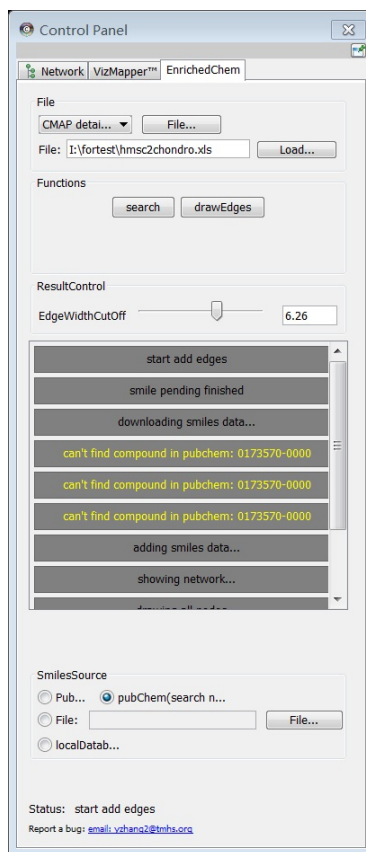 Control Panel
Network VizMapper™ EnrichedChem
File
CMAP detai... File...
File: I:\fortest\hmsc2chondro.xls Load...
Functions
search drawEdges
ResultControl
EdgeWidthCutOff 6.26
start add edges
smile pending finished
downloading smiles data...
can't find compound in pubchem: 0173570-0000
can't find compound in pubchem: 0173570-0000
can't find compound in pubchem: 0173570-0000
adding smiles data...
showing network...
drawing all nodes
SmilesSource
Pub... pubChem(search n...
File: File...
localDatab...
Status: start add edges
Report a bug: email: yzhang2@tmhs.org